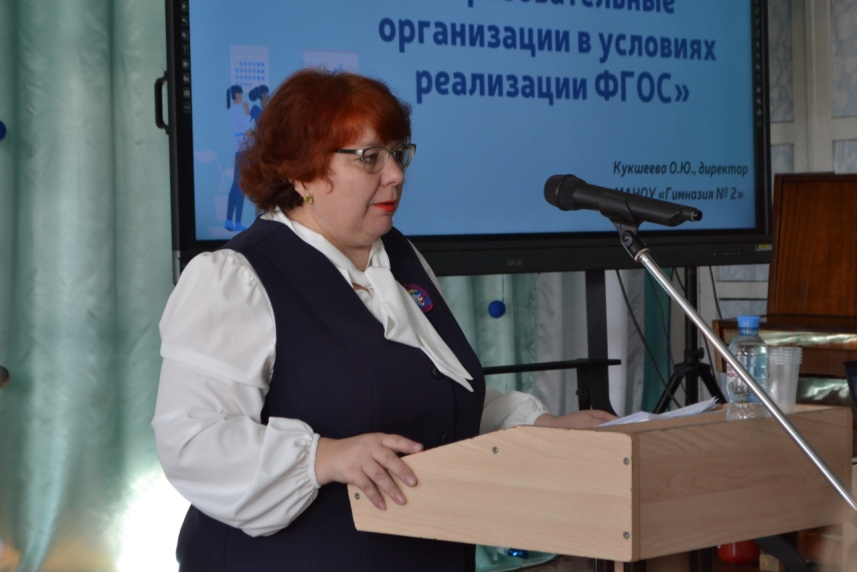 организации в условиях
реализации ФГОС»
Кукшеева О.Ю., директор
«Гимназия № 2»